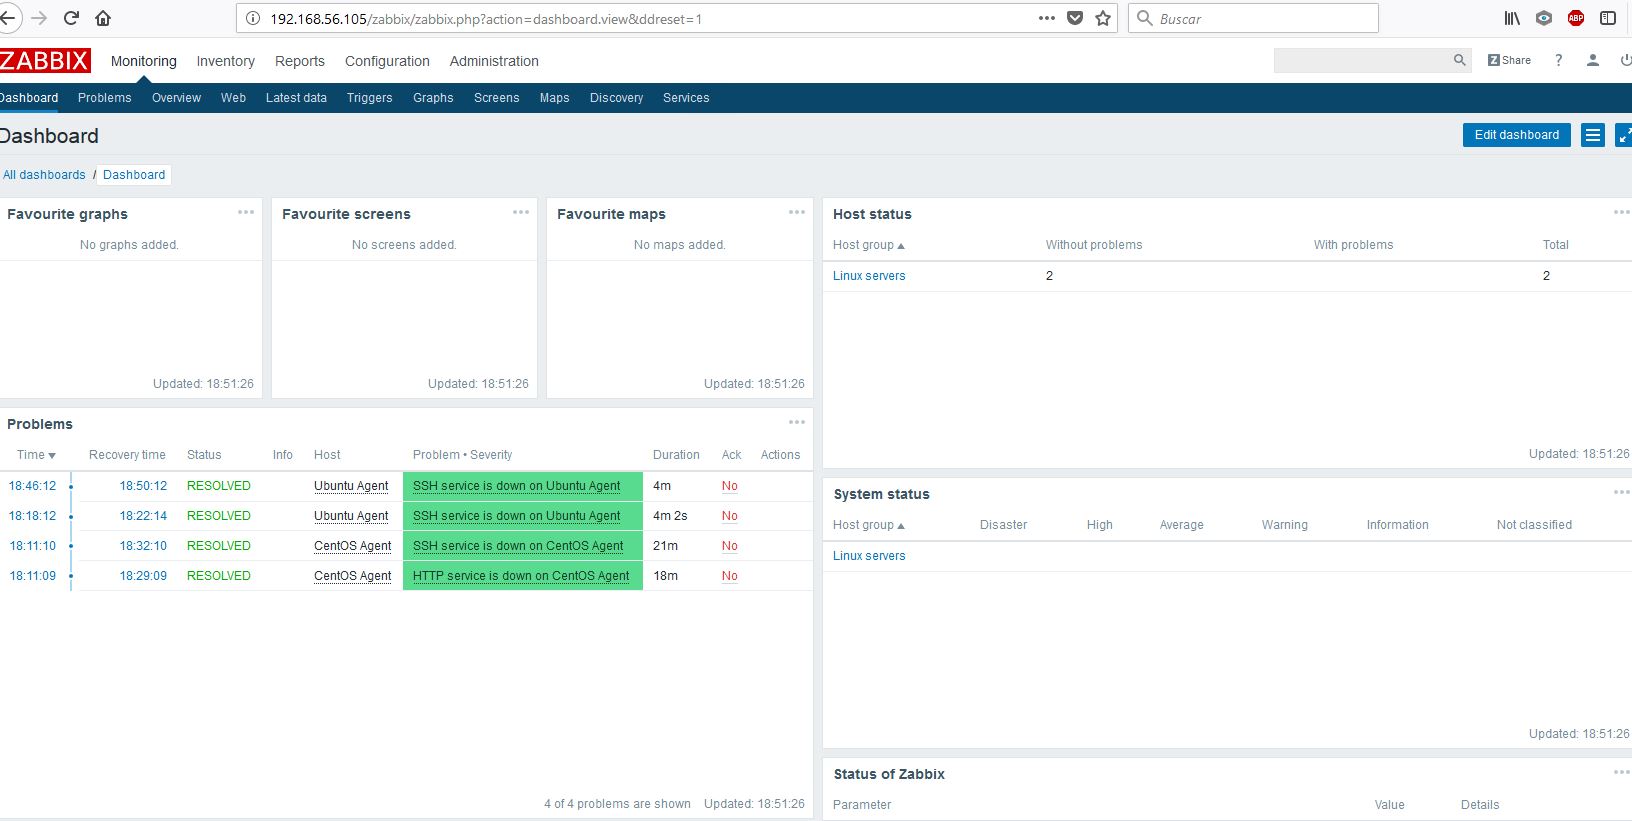 192.168.56.105/zabbix/zabbix.php?action=dashboard.view&ddreset=1
Buscar
ABP
ZABBIX Monitoring Inventory Reports Configuration Administration
Z Share ?
Dashboard Problems Overview Web Latest data Triggers Graphs Screens Maps Discovery Services
Dashboard
Edit dashboard
All dashboards / Dashboard
Favourite graphs
No graphs added.
Updated: 18:51:26
Favourite screens
No screens added.
Updated: 18:51:26
Favourite maps
No maps added.
Updated: 18:51:26
Problems
Time Recovery time Status Info Host Problem • Severity Duration Ack Actions
18:46:12 18:50:12 RESOLVED Ubuntu Agent SSH service is down on Ubuntu Agent 4m No
18:18:12 18:22:14 RESOLVED Ubuntu Agent SSH service is down on Ubuntu Agent 4m 2s No
18:11:10 18:32:10 RESOLVED CentOS Agent SSH service is down on CentOS Agent 21m No
18:11:09 18:29:09 RESOLVED CentOS Agent HTTP service is down on CentOS Agent 18m No
4 of 4 problems are shown Updated: 18:51:26
Host status
Host group Without problems With problems Total
Linux servers 2 2
Updated: 18:51:26
System status
Host group Disaster High Average Warning Information Not classified
Linux servers
Updated: 18:51:26
Status of Zabbix
Parameter Value Details